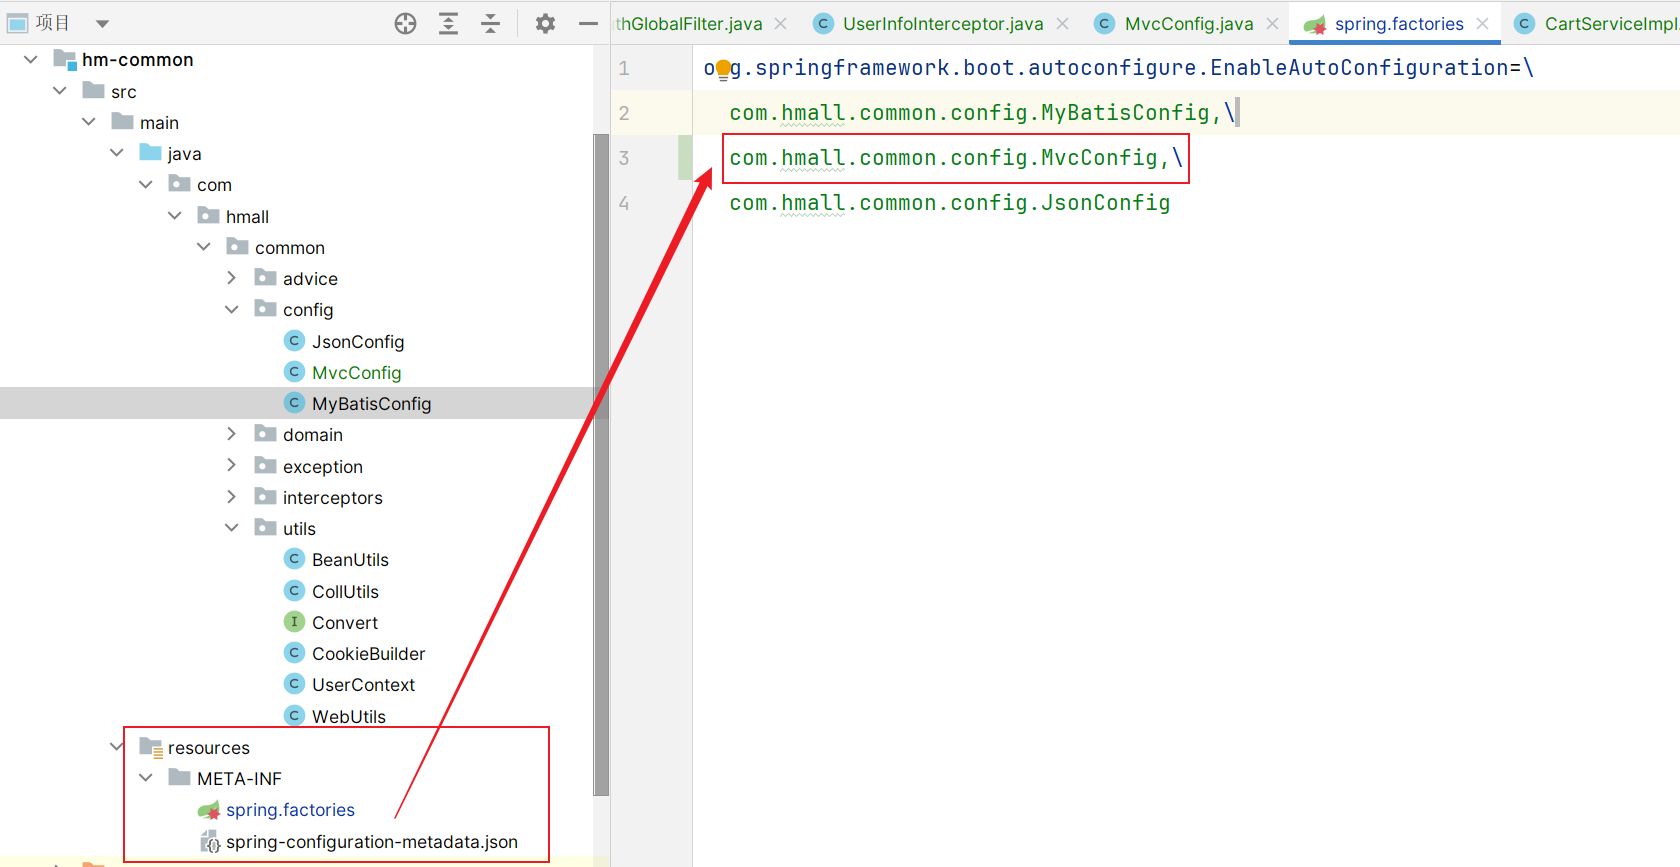 项目
thGlobalFilter.java
UserInfoInterceptor.java
MvcConfig.java
spring.factories
CartServiceImpl
hm-common
src
main
java
com
hmall
common
advice
config
JsonConfig
MvcConfig
MyBatisConfig
domain
exception
interceptors
utils
BeanUtils
CollUtils
Convert
CookieBuilder
UserContext
WebUtils
resources
META-INF
spring.factories
spring-configuration-metadata.json
1 org.springframework.boot.autoconfigure.EnableAutoConfiguration=\
2 com.hmall.common.config.MyBatisConfig,\
3 com.hmall.common.config.MvcConfig,\
4 com.hmall.common.config.JsonConfig